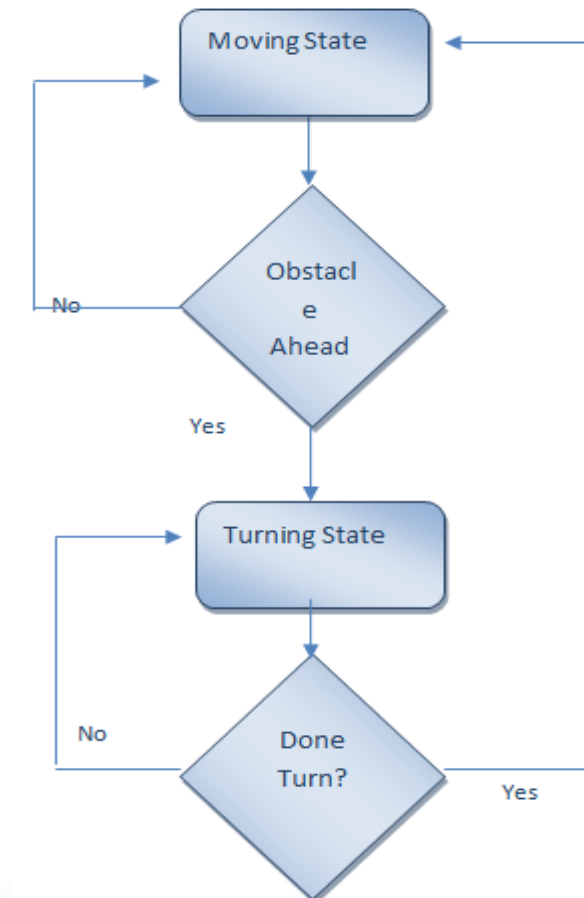 Moving State
Obstacl
e
Ahead
No
Yes
Turning State
No
Done
Turn?
Yes